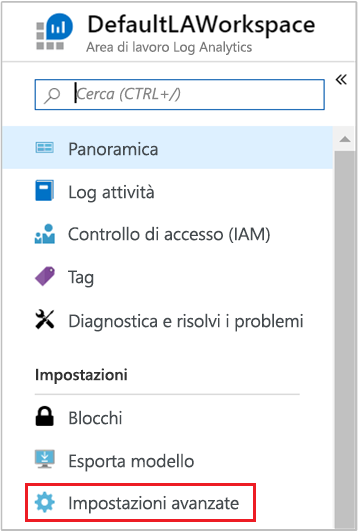 DefaultLAWorkspace
Area di lavoro Log Analytics
Cerca (CTRL+/)
Panoramica
Log attività
Controllo di accesso (IAM)
Tag
Diagnostica e risolvi i problemi
Impostazioni
Blocchi
Esporta modello
Impostazioni avanzate